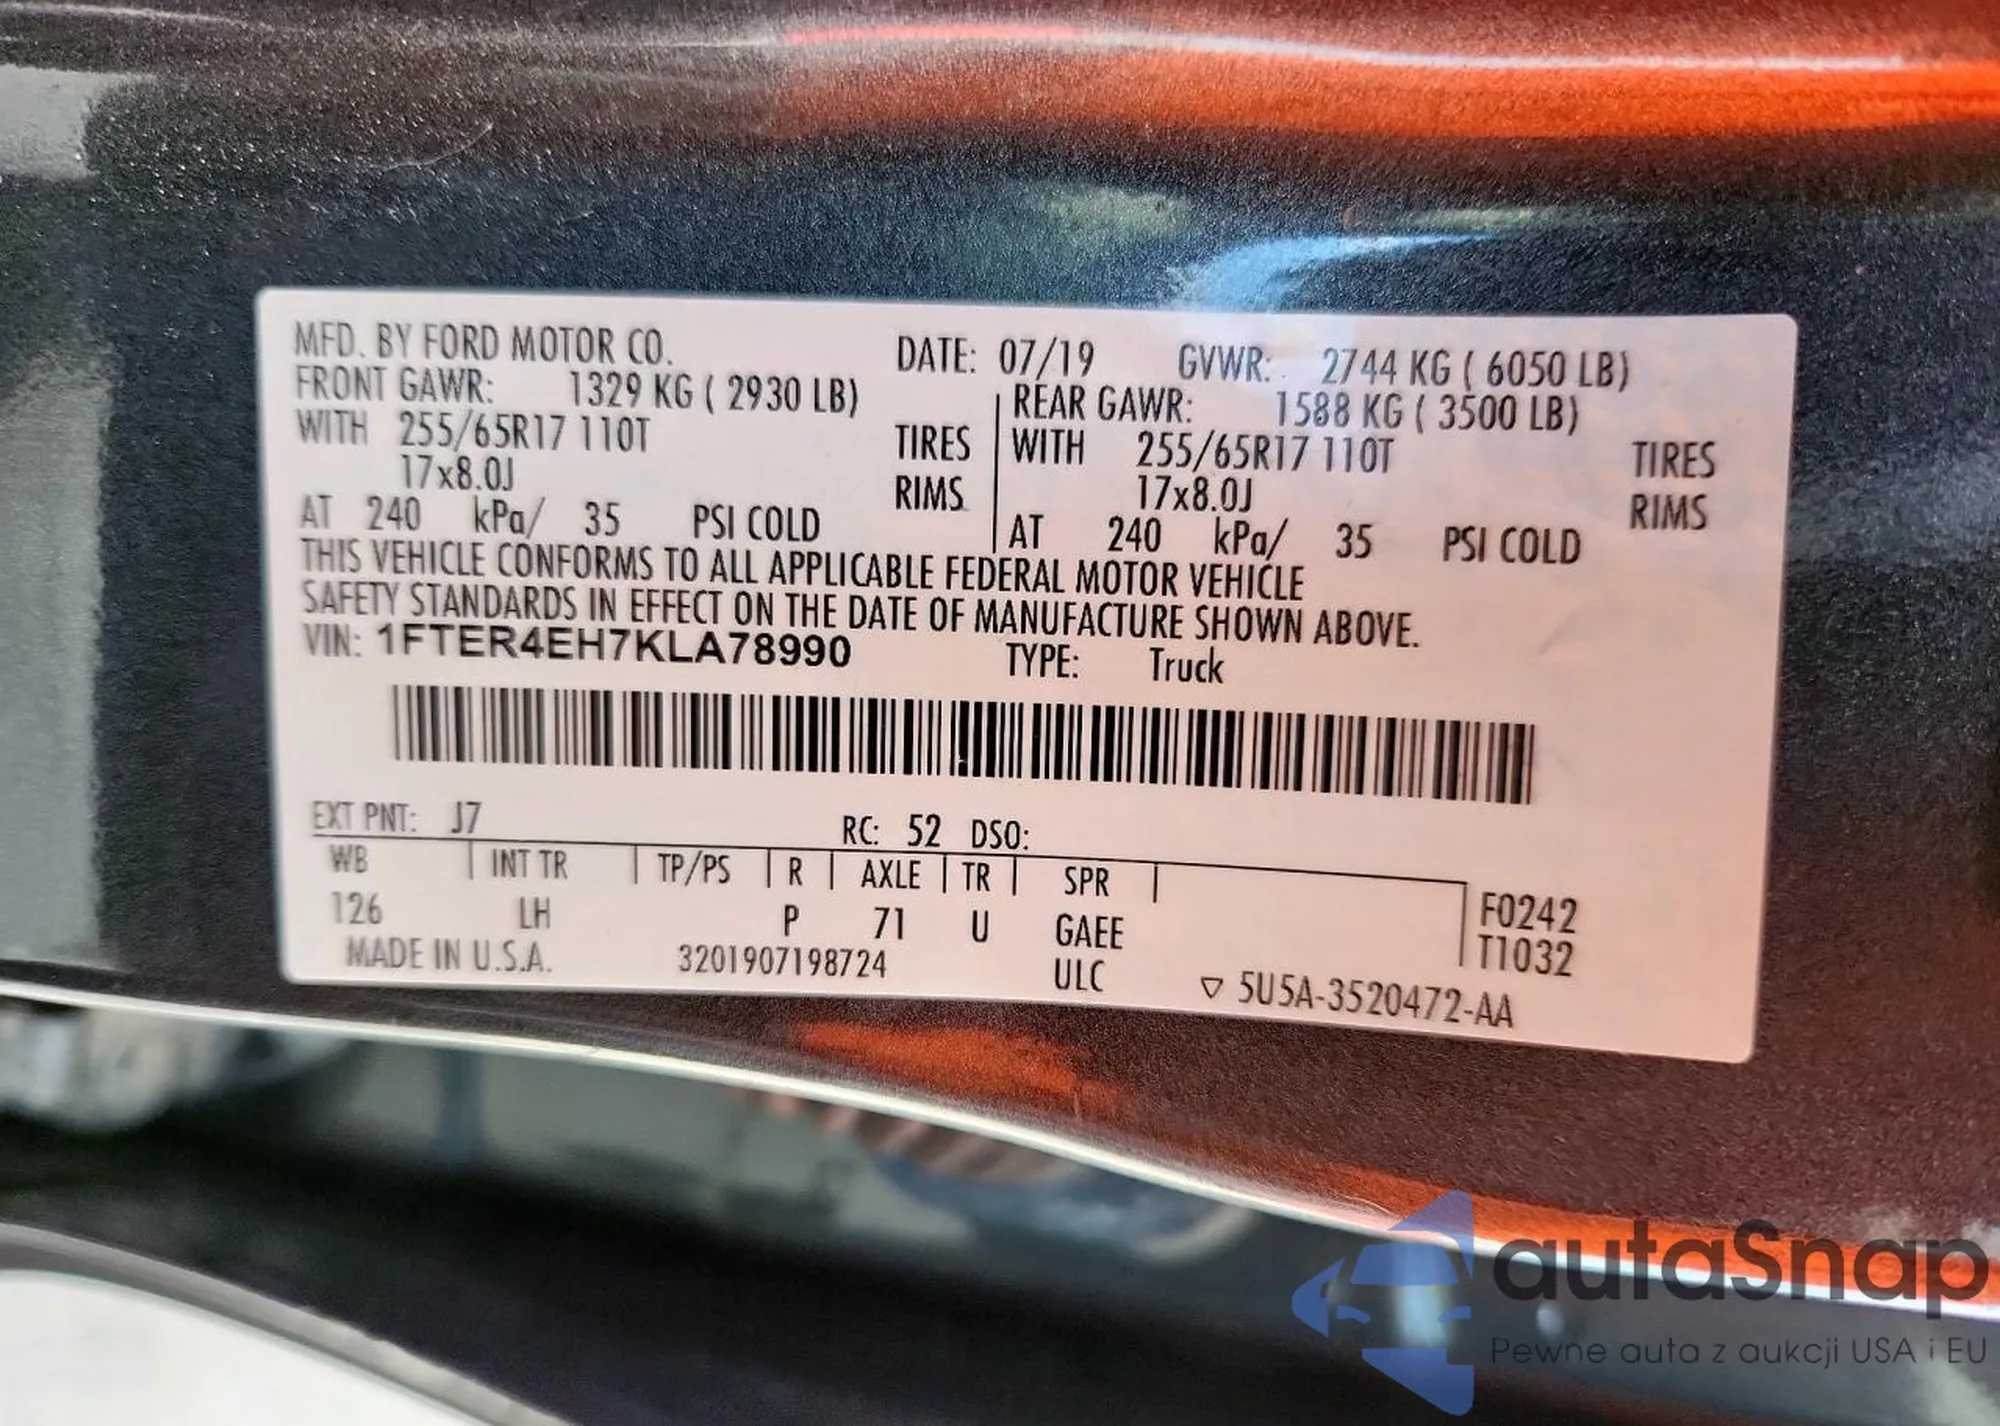 MFD. BY FORD MOTOR CO. DATE: 07/19 GVWR: 2744 KG ( 6050 LB)
FRONT GAWR: 1329 KG ( 2930 LB) REAR GAWR: 1588 KG ( 3500 LB)
WITH 255/65R17 110T TIRES WITH 255/65R17 110T TIRES
17x8.0J RIMS 17x8.0J RIMS
AT 240 kPa/ 35 PSI COLD AT 240 kPa/ 35 PSI COLD
THIS VEHICLE CONFORMS TO ALL APPLICABLE FEDERAL MOTOR VEHICLE
SAFETY STANDARDS IN EFFECT ON THE DATE OF MANUFACTURE SHOWN ABOVE.
VIN: 1FTER4EH7KLA78990 TYPE: Truck
EXT PNT: J7 RC: 52 DSO:
WB INT TR TP/PS R AXLE TR SPR
126 LH P 71 U GAEE F0242
MADE IN U.S.A. 3201907198724 ULC T1032
▽ 5U5A-3520472-AA
autaSnap
Pewne auta z aukcji USA i EU